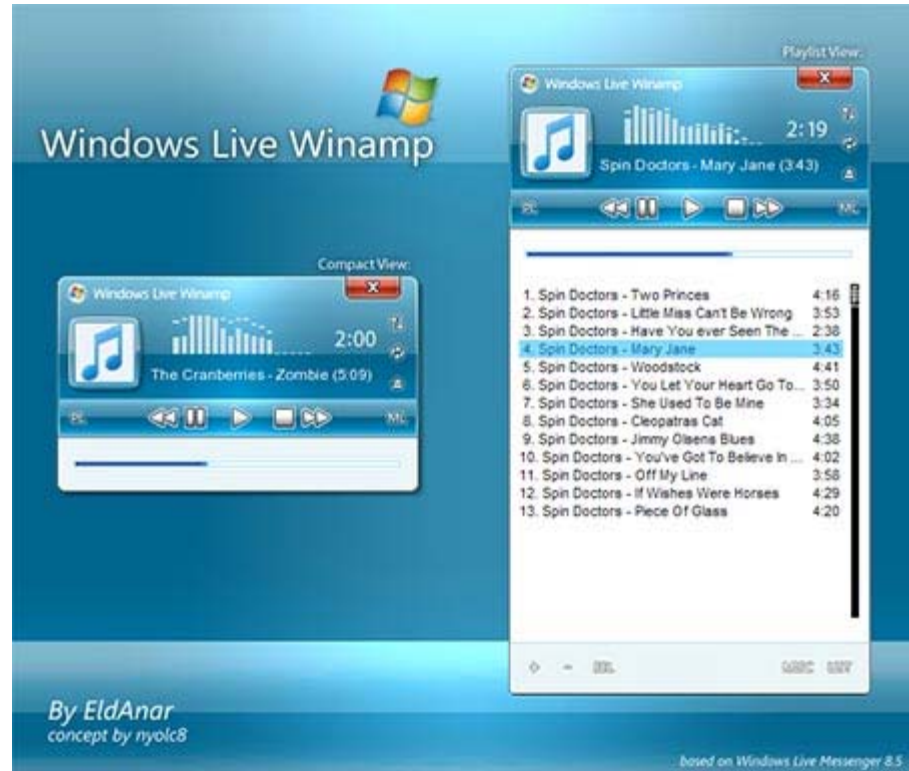 Windows Live Winamp
Compact View:
Windows Live Winamp
X
2:00
The Cranberries - Zombie (5:09)
PL
ML
Playlist View:
Windows Live Winamp
X
2:19
Spin Doctors - Mary Jane (3:43)
PL
ML
1. Spin Doctors - Two Princes 4:16
2. Spin Doctors - Little Miss Can't Be Wrong 3:53
3. Spin Doctors - Have You ever Seen The ... 2:38
4. Spin Doctors - Mary Jane 3:43
5. Spin Doctors - Woodstock 4:41
6. Spin Doctors - You Let Your Heart Go To... 3:50
7. Spin Doctors - She Used To Be Mine 3:34
8. Spin Doctors - Cleopatras Cat 4:05
9. Spin Doctors - Jimmy Olsens Blues 4:38
10. Spin Doctors - You've Got To Believe In ... 4:02
11. Spin Doctors - Off My Line 3:58
12. Spin Doctors - If Wishes Were Horses 4:29
13. Spin Doctors - Piece Of Glass 4:20
+ - SEL MISC LIST
By EldAnar
concept by nyolc8
based on Windows Live Messenger 8.5